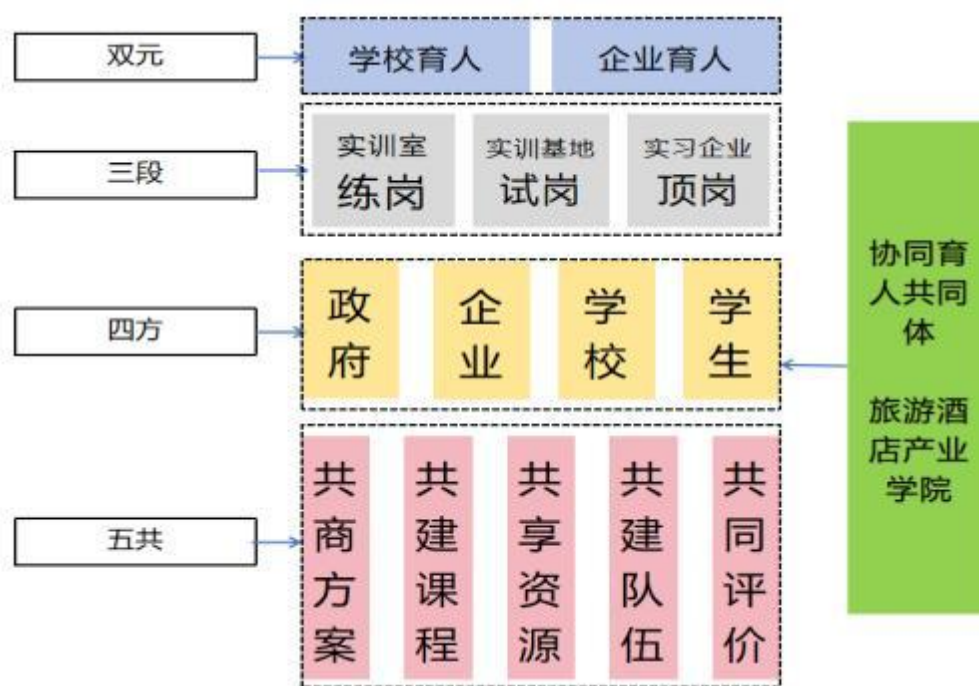 双元
学校育人
企业育人
三段
实训室
练岗
实训基地
试岗
实习企业
顶岗
四方
政府
企业
学校
学生
五共
共商方案
共建课程
共享资源
共建队伍
共同评价
协同育
人共同
体
旅游酒
店产业
学院